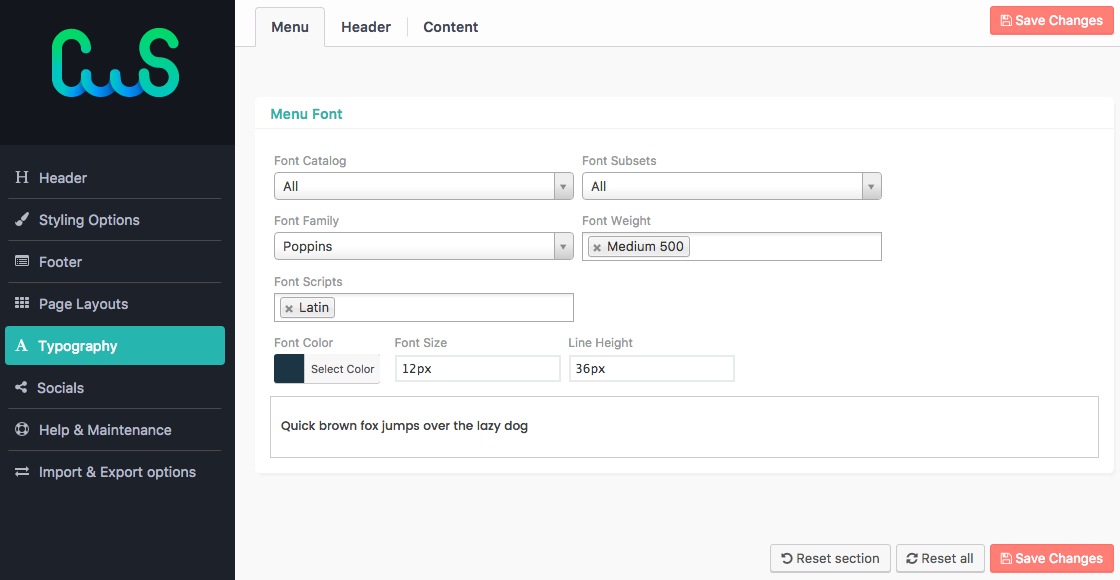 CWS
Menu
Header
Content
Save Changes
Header
Styling Options
Footer
Page Layouts
Typography
Socials
Help & Maintenance
Import & Export options
Menu Font
Font Catalog
Font Subsets
All
All
Font Family
Font Weight
Poppins
Medium 500
Font Scripts
Latin
Font Color
Font Size
Line Height
Select Color
12px
36px
Quick brown fox jumps over the lazy dog
Reset section
Reset all
Save Changes